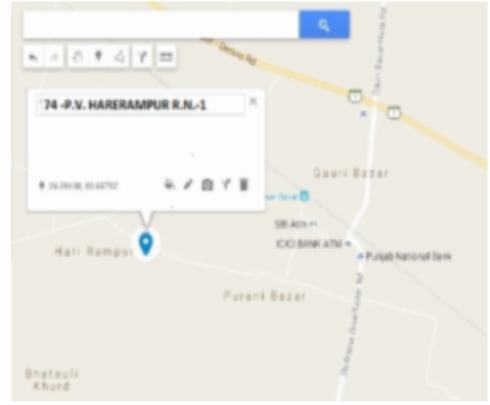 74 -P.V. HARERAMPUR R.N.-1
Gauri Bazar
SBI Atm
ICICI BANK ATM
Punjab National Bank
Hari Rampur
Purani Bazar
Bhatauli
Khurd